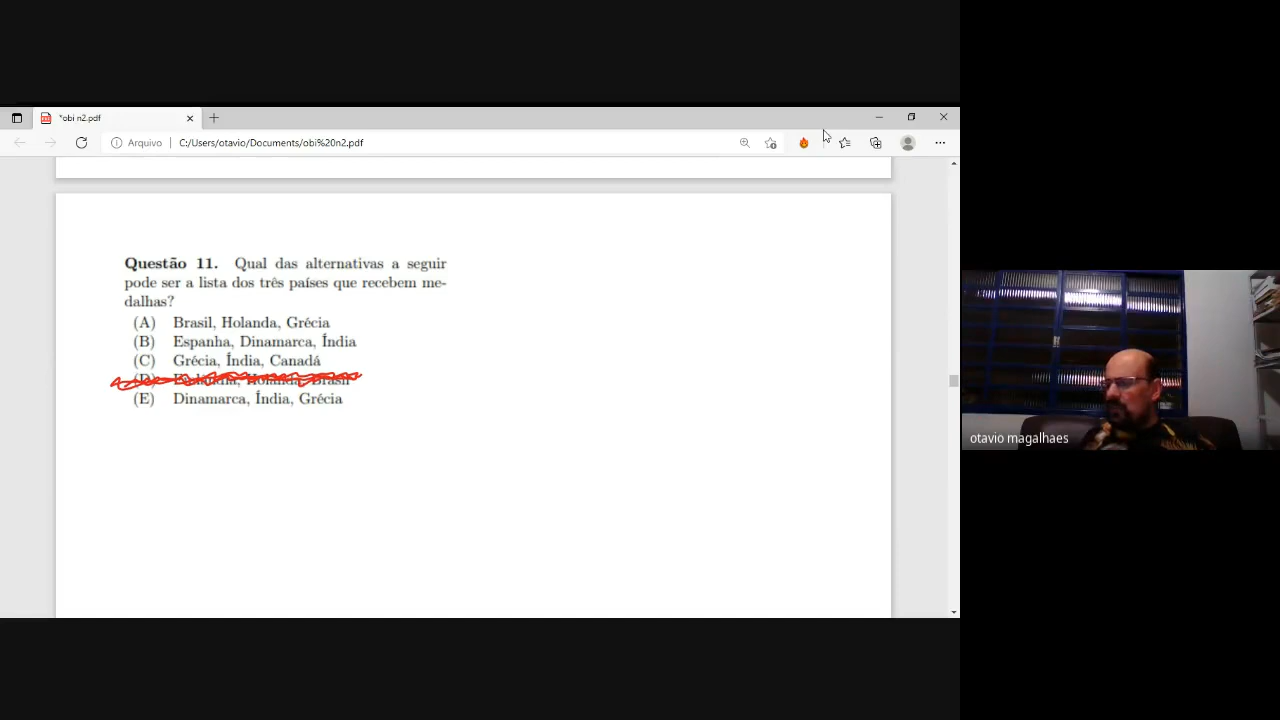 *obi n2.pdf
Arquivo C:/Users/otavio/Documents/obi%20n2.pdf
Questão 11. Qual das alternativas a seguir
pode ser a lista dos três países que recebem me-
dalhas?
(A) Brasil, Holanda, Grécia
(B) Espanha, Dinamarca, Índia
(C) Grécia, Índia, Canadá
(D) Holanda, Brasil
(E) Dinamarca, Índia, Grécia
otavio magalhaes